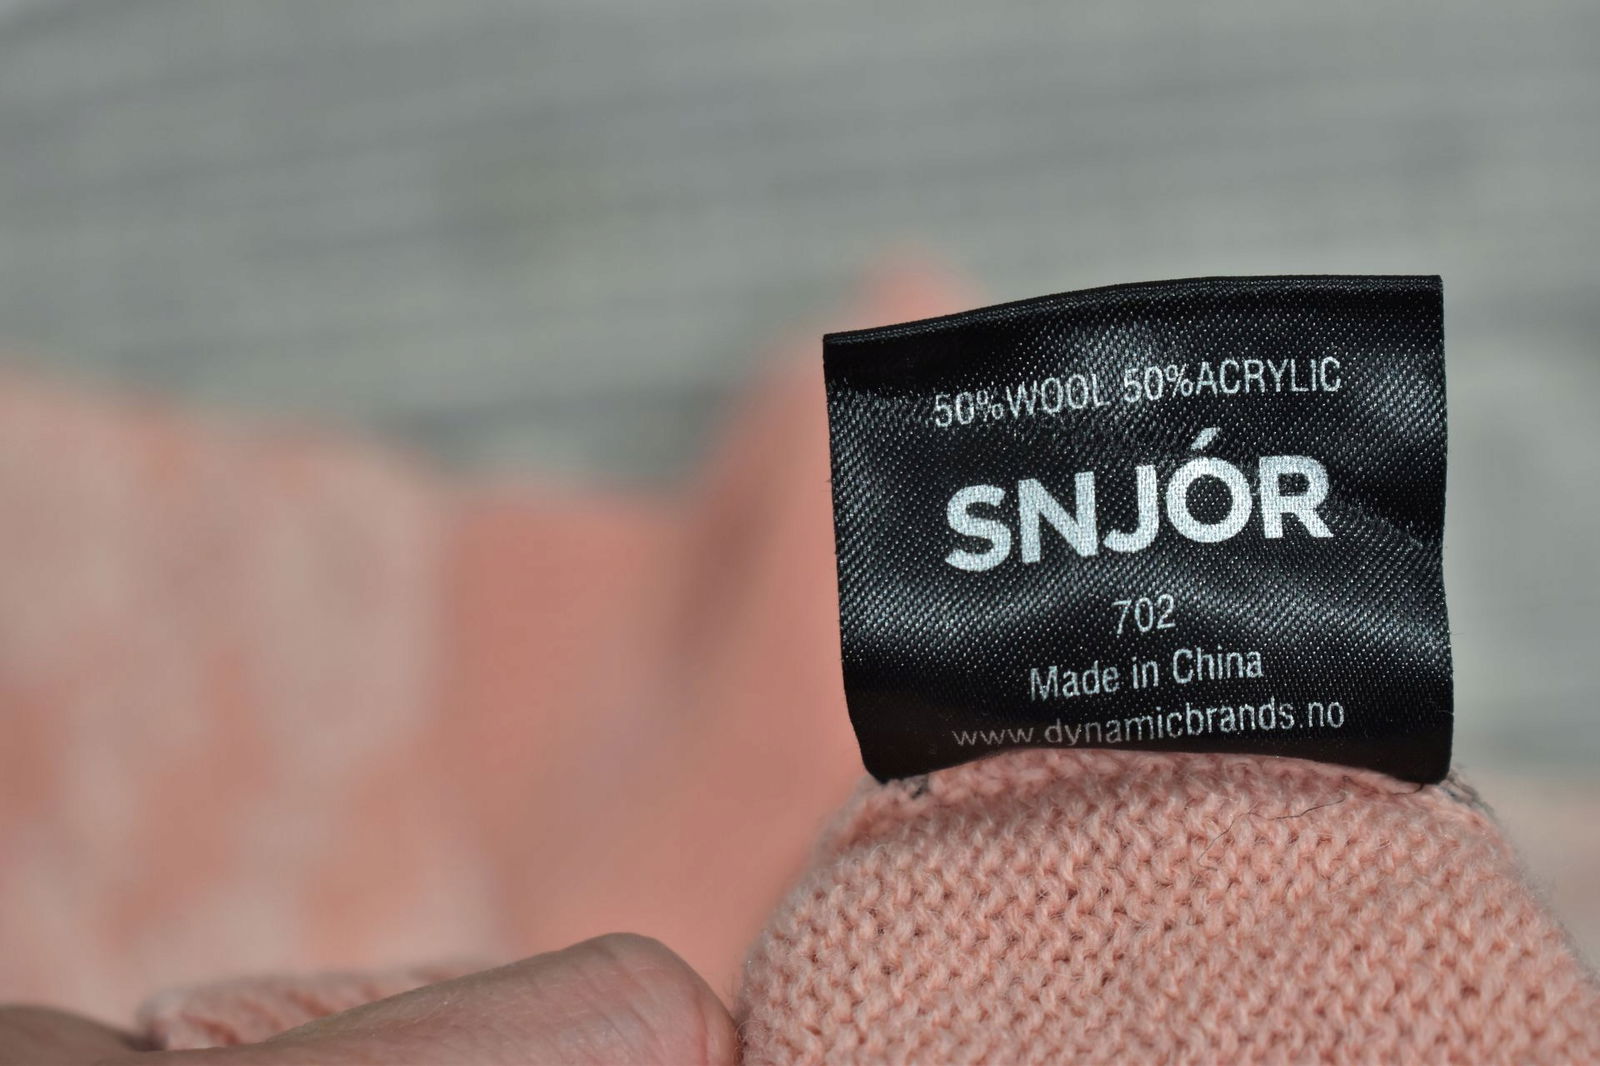 50%WOOL 50%ACRYLIC
SNJÓR
702
Made in China
www.dynamicbrands.no